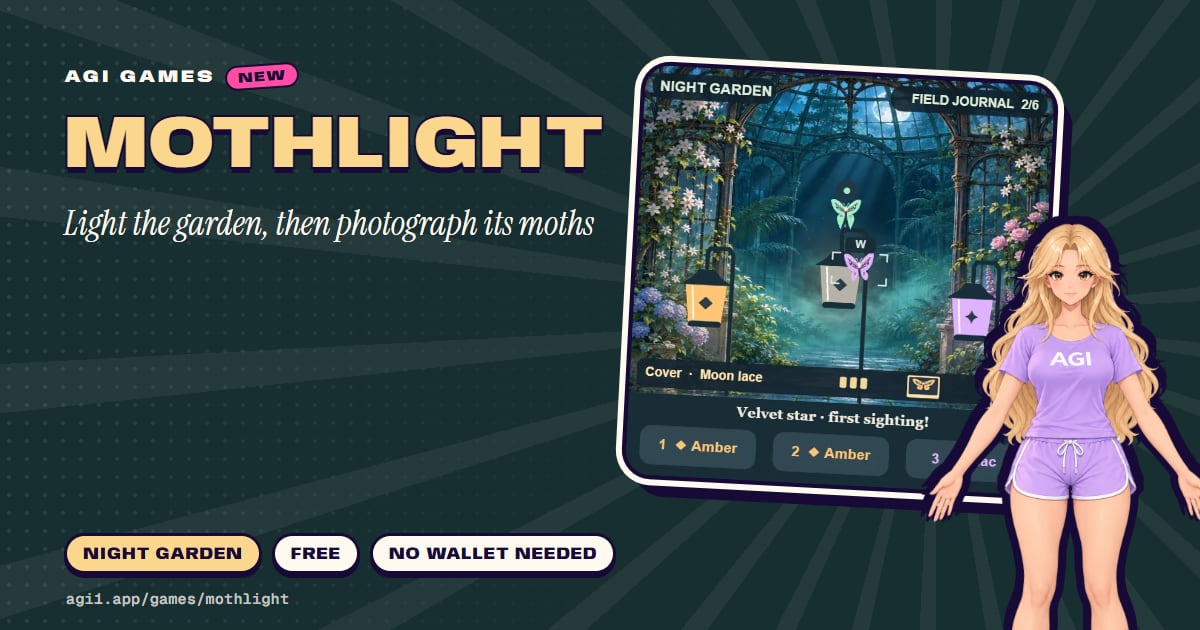 AGI GAMES NEW
MOTHLIGHT
Light the garden, then photograph its moths
NIGHT GARDEN
FIELD JOURNAL 2/6
W
Cover · Moon lace
Velvet star · first sighting!
1 ◆ Amber
2 ◆ Amber
3
AGI
NIGHT GARDEN
FREE
NO WALLET NEEDED
agi1.app/games/mothlight